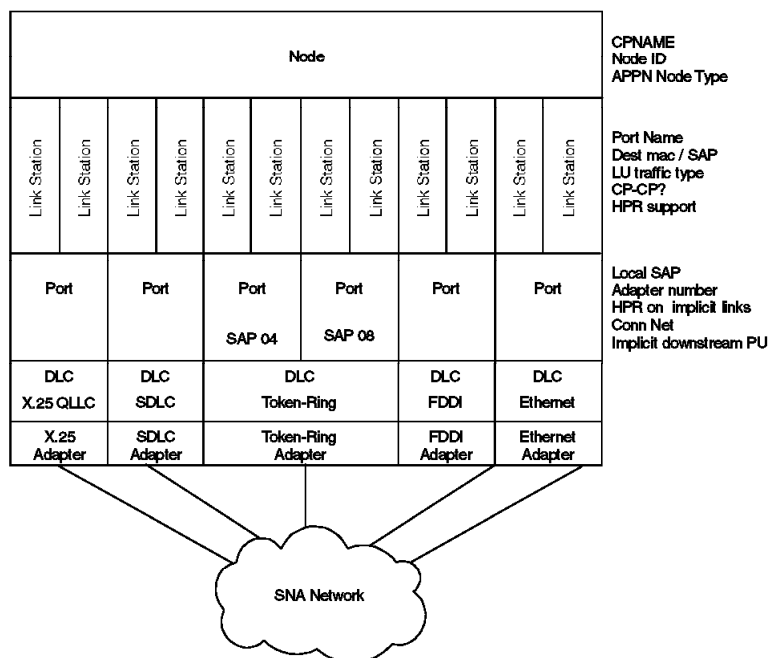 Node
CPNAME
Node ID
APPN Node Type
Link Station
Link Station
Link Station
Link Station
Link Station
Link Station
Link Station
Link Station
Link Station
Link Station
Link Station
Link Station
Port Name
Dest mac / SAP
LU traffic type
CP-CP?
HPR support
Port
Port
Port
SAP 04
Port
SAP 08
Port
Port
Local SAP
Adapter number
HPR on implicit links
Conn Net
Implicit downstream PU
DLC
X.25 QLLC
DLC
SDLC
DLC
Token-Ring
DLC
FDDI
DLC
Ethernet
X.25
Adapter
SDLC
Adapter
Token-Ring
Adapter
FDDI
Adapter
Ethernet
Adapter
SNA Network